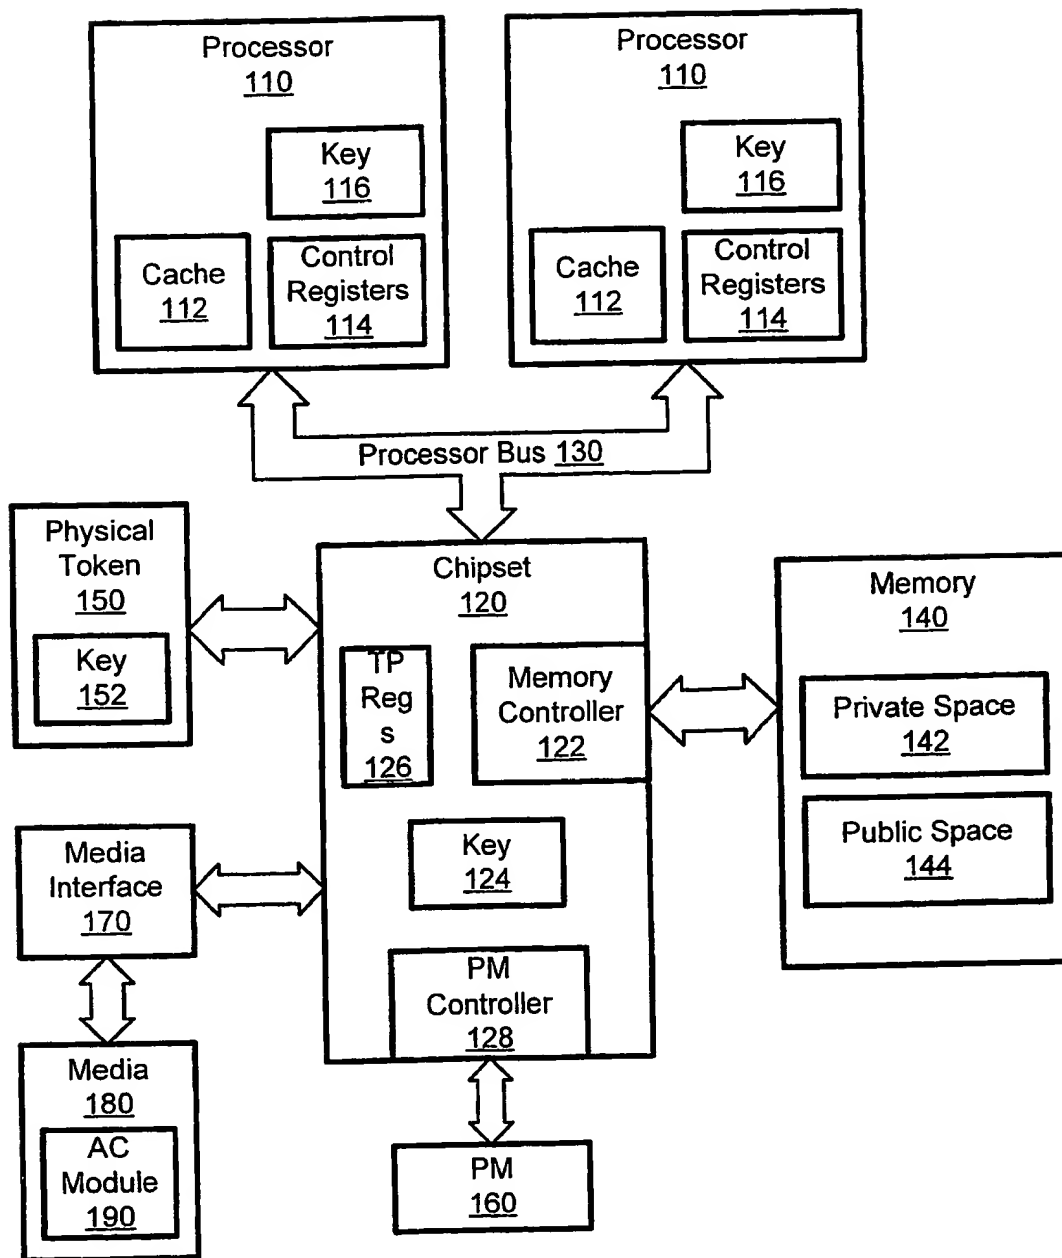 Processor
110
Key
116
Cache
112
Control
Registers
114
Processor
110
Key
116
Cache
112
Control
Registers
114
Processor Bus 130
Physical
Token
150
Key
152
Chipset
120
TP
Reg
s
126
Memory
Controller
122
Key
124
PM
Controller
128
Memory
140
Private Space
142
Public Space
144
Media
Interface
170
Media
180
AC
Module
190
PM
160